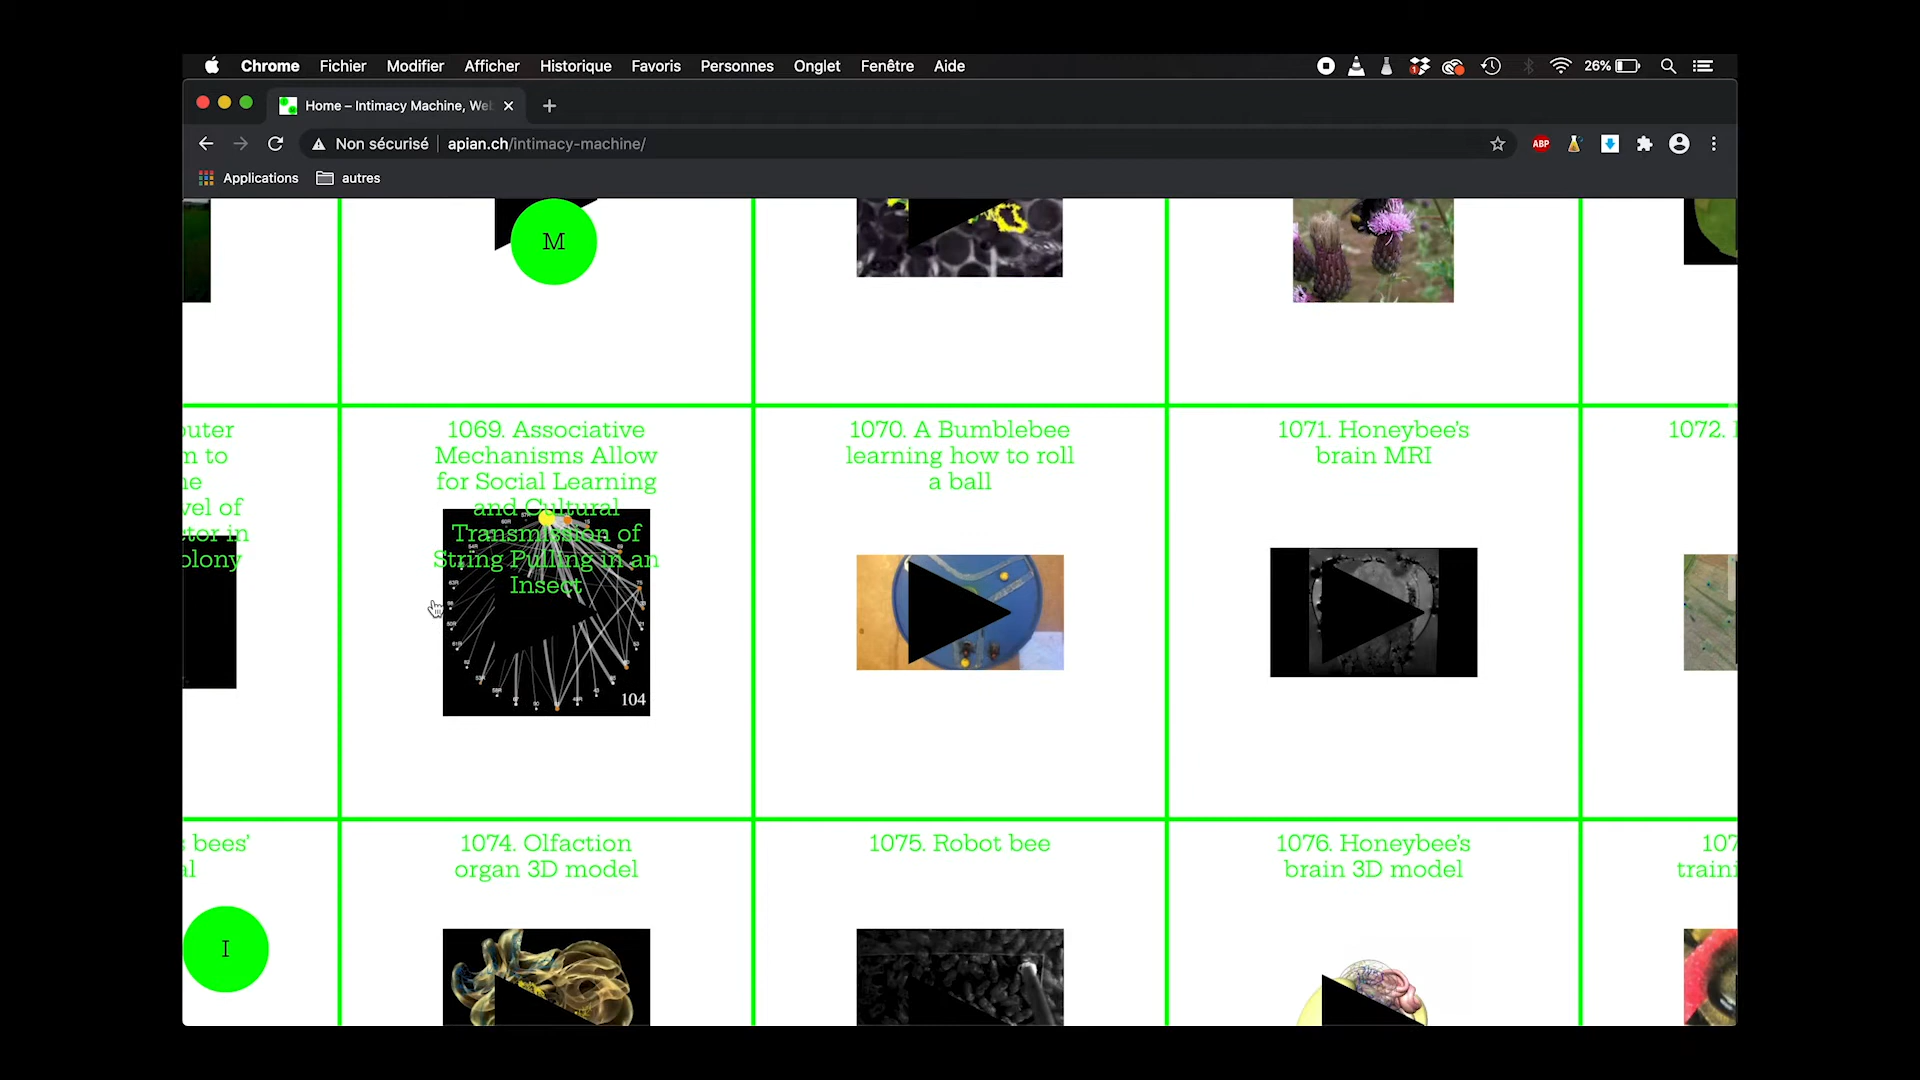 Chrome Fichier Modifier Afficher Historique Favoris Personnes Onglet Fenêtre Aide 26%
Home – Intimacy Machine, Web
Non sécurisé apian.ch/intimacy-machine/ ABP
Applications autres
M
1069. Associative
Mechanisms Allow
for Social Learning
and Cultural
Transmission of
String Pulling in an
Insect
104
1070. A Bumblebee
learning how to roll
a ball
1071. Honeybee's
brain MRI
1072.
bees'
I
1074. Olfaction
organ 3D model
1075. Robot bee
1076. Honeybee's
brain 3D model